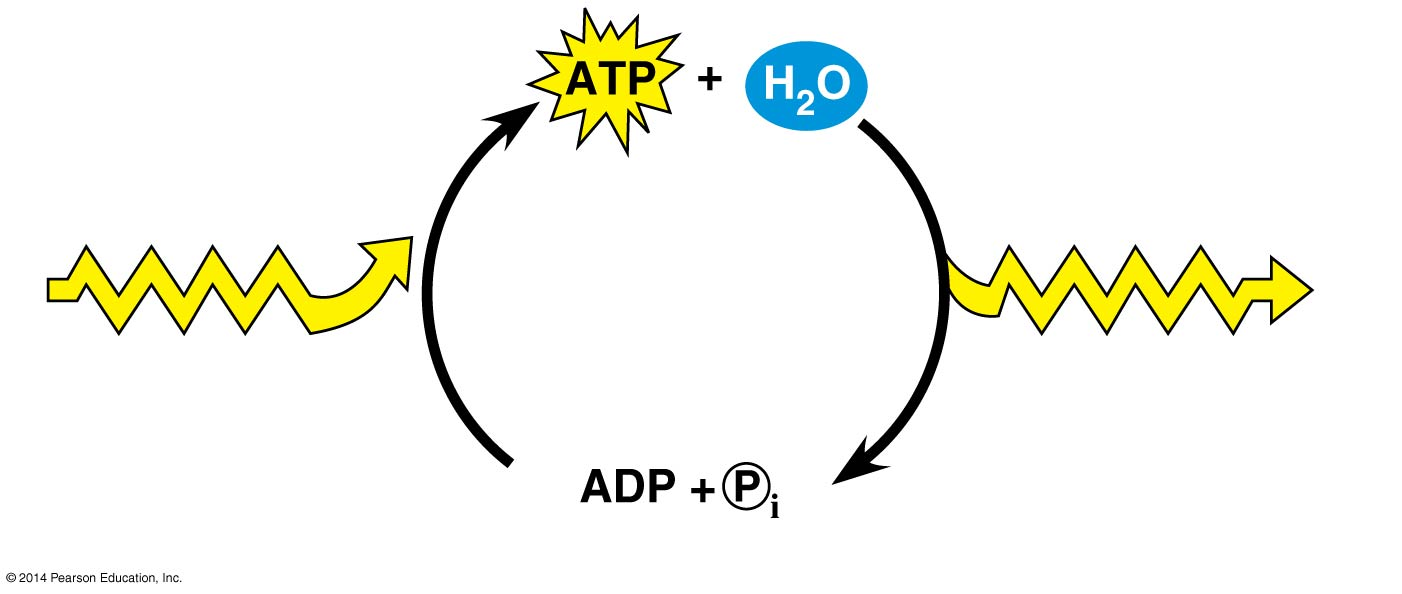 ATP + H₂O
ADP + Pᵢ
© 2014 Pearson Education, Inc.